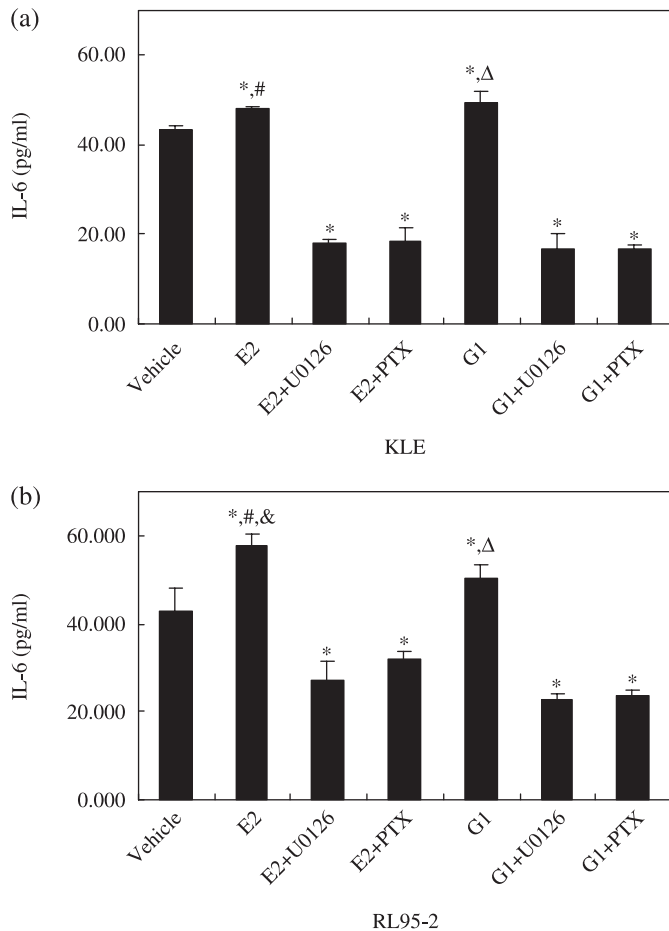 (a)
60.00
40.00
20.00
0.00
IL-6 (pg/ml)
*,#
*
*
*,Δ
*
*
Vehicle
E2
E2+U0126
E2+PTX
G1
G1+U0126
G1+PTX
KLE
(b)
60.000
40.000
20.000
0.000
IL-6 (pg/ml)
*,#,&
*
*
*,Δ
*
*
Vehicle
E2
E2+U0126
E2+PTX
G1
G1+U0126
G1+PTX
RL95-2